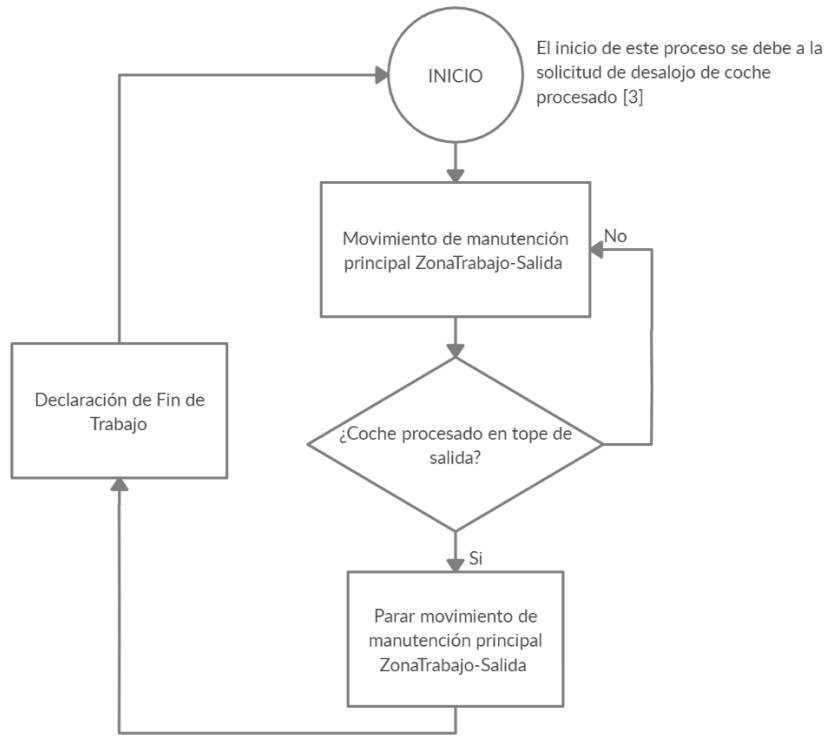 INICIO
El inicio de este proceso se debe a la
solicitud de desalojo de coche
procesado [3]
Movimiento de manutención
principal ZonaTrabajo-Salida
No
¿Coche procesado en tope de
salida?
Si
Parar movimiento de
manutención principal
ZonaTrabajo-Salida
Declaración de Fin de
Trabajo